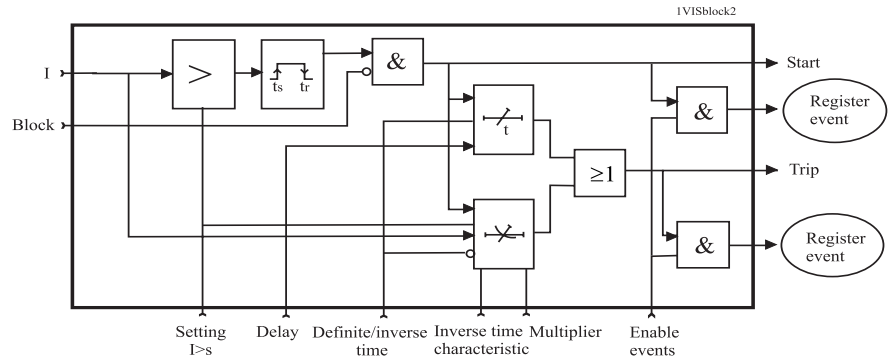 1VISblock2
I
>
ts
tr
&
Start
Block
&
Register
event
t
≥1
Trip
&
Register
event
Setting
I>s
Delay
Definite/inverse
time
Inverse time
characteristic
Multiplier
Enable
events